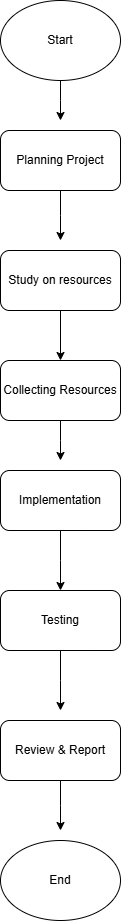 Start
Planning Project
Study on resources
Collecting Resources
Implementation
Testing
Review & Report
End